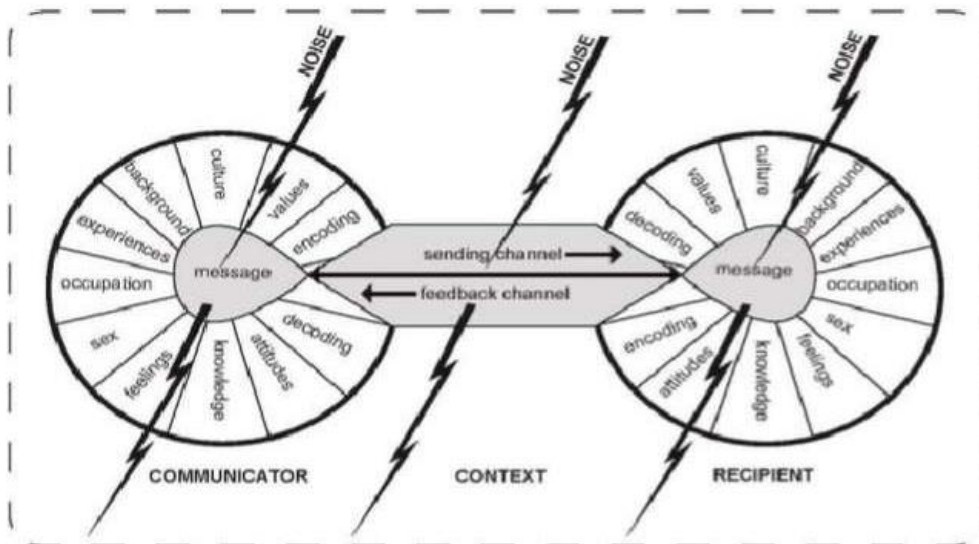 NOISE
NOISE
NOISE
culture
values
encoding
background
experiences
occupation
sex
feelings
knowledge
attitudes
decoding
message
sending channel
feedback channel
culture
values
decoding
background
experiences
occupation
sex
feelings
knowledge
attitudes
encoding
message
COMMUNICATOR
CONTEXT
RECIPIENT